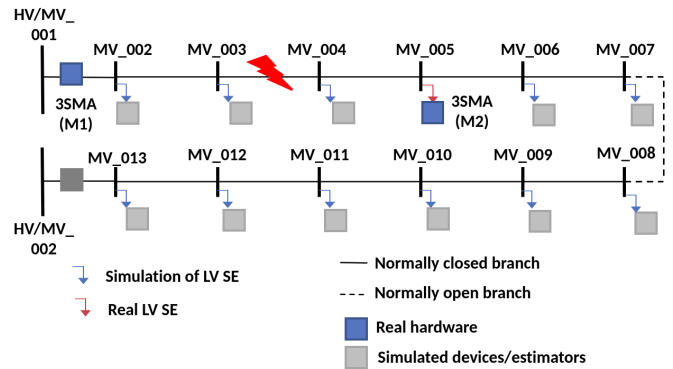 HV/MV_
001
MV_002
MV_003
MV_004
MV_005
MV_006
MV_007
3SMA
(M1)
3SMA
(M2)
MV_013
MV_012
MV_011
MV_010
MV_009
MV_008
HV/MV_
002
Simulation of LV SE
Real LV SE
Normally closed branch
Normally open branch
Real hardware
Simulated devices/estimators